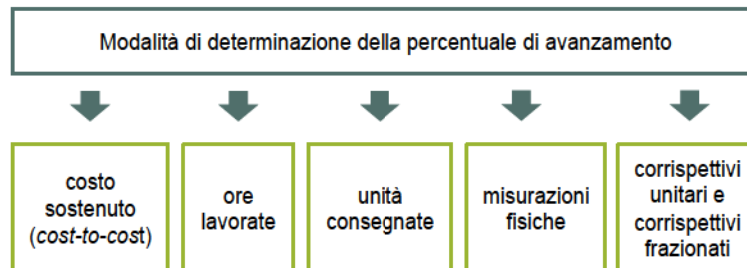 Modalità di determinazione della percentuale di avanzamento
costo
sostenuto
(cost-to-cost)
ore
lavorate
unità
consegnate
misurazioni
fisiche
corrispettivi
unitari e
corrispettivi
frazionati